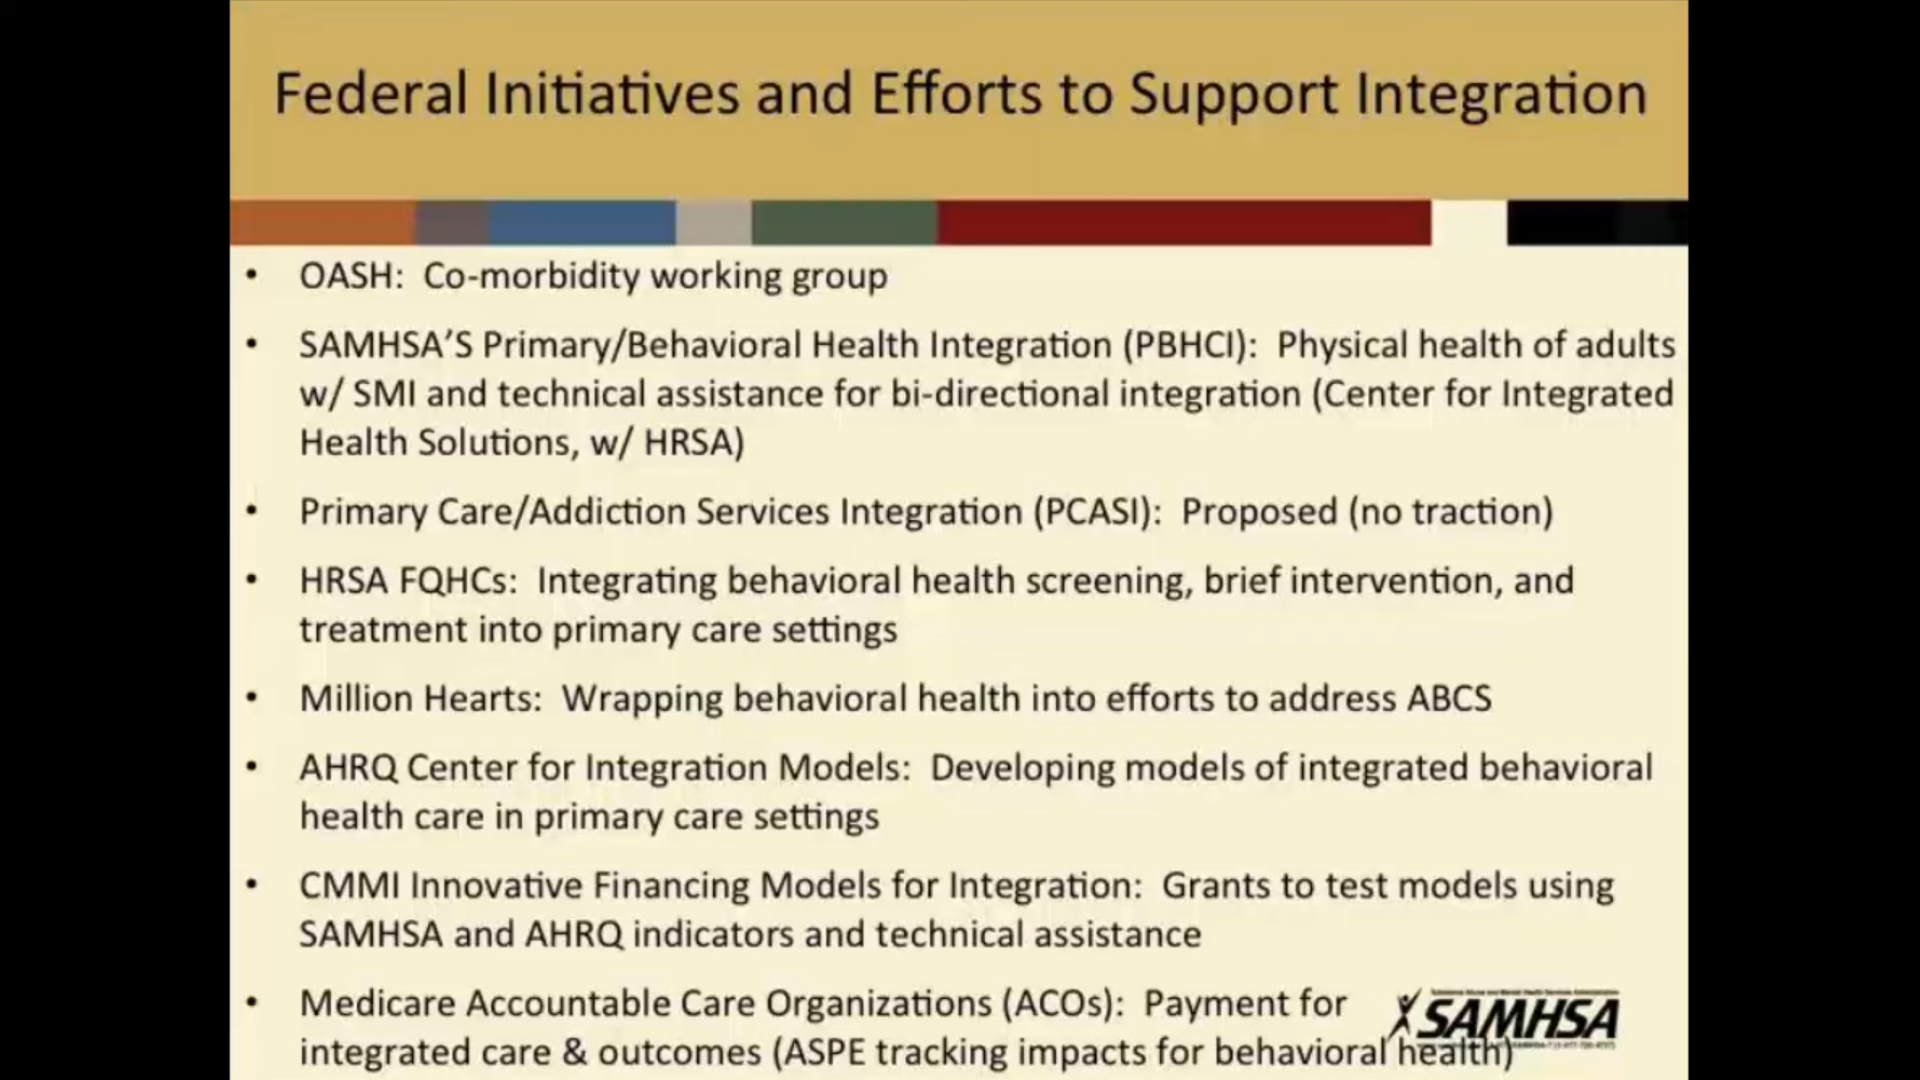 Federal Initiatives and Efforts to Support Integration
• OASH:  Co-morbidity working group
• SAMHSA'S Primary/Behavioral Health Integration (PBHCI):  Physical health of adults
w/ SMI and technical assistance for bi-directional integration (Center for Integrated
Health Solutions, w/ HRSA)
• Primary Care/Addiction Services Integration (PCASI):  Proposed (no traction)
• HRSA FQHCs:  Integrating behavioral health screening, brief intervention, and
treatment into primary care settings
• Million Hearts:  Wrapping behavioral health into efforts to address ABCS
• AHRQ Center for Integration Models:  Developing models of integrated behavioral
health care in primary care settings
• CMMI Innovative Financing Models for Integration:  Grants to test models using
SAMHSA and AHRQ indicators and technical assistance
• Medicare Accountable Care Organizations (ACOs):  Payment for
integrated care & outcomes (ASPE tracking impacts for behavioral health)
SAMHSA